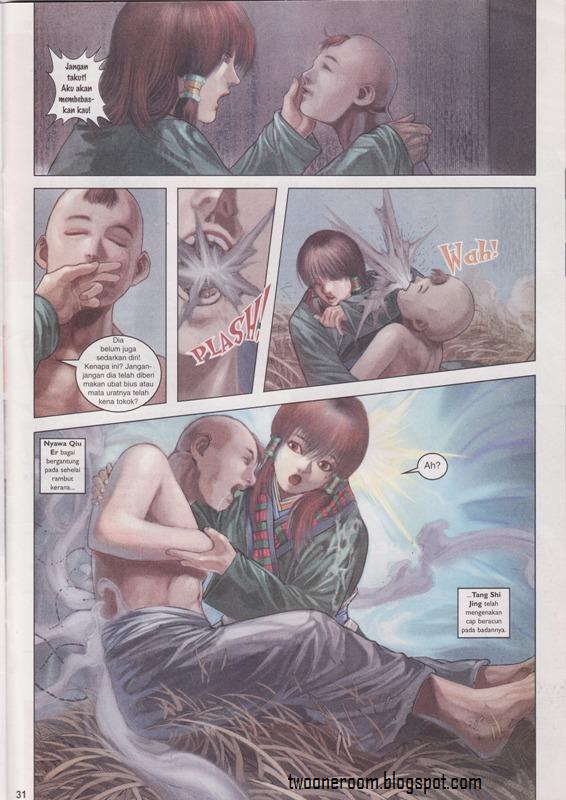 Jangan
takut!
Aku akan
membebas-
kan kau!
Dia
belum juga
sedarkan diri!
Kenapa ini? Jangan-
jangan dia telah diberi
makan ubat bius atau
mata uratnya telah
kena tokok?
PLASH!
Wah!
Nyawa Qiu
Er bagai
bergantung
pada sehelai
rambut
kerana...
Ah?
...Tang Shi
Jing telah
mengenakan
cap beracun
pada badannya.
31
twooneroom.blogspot.com